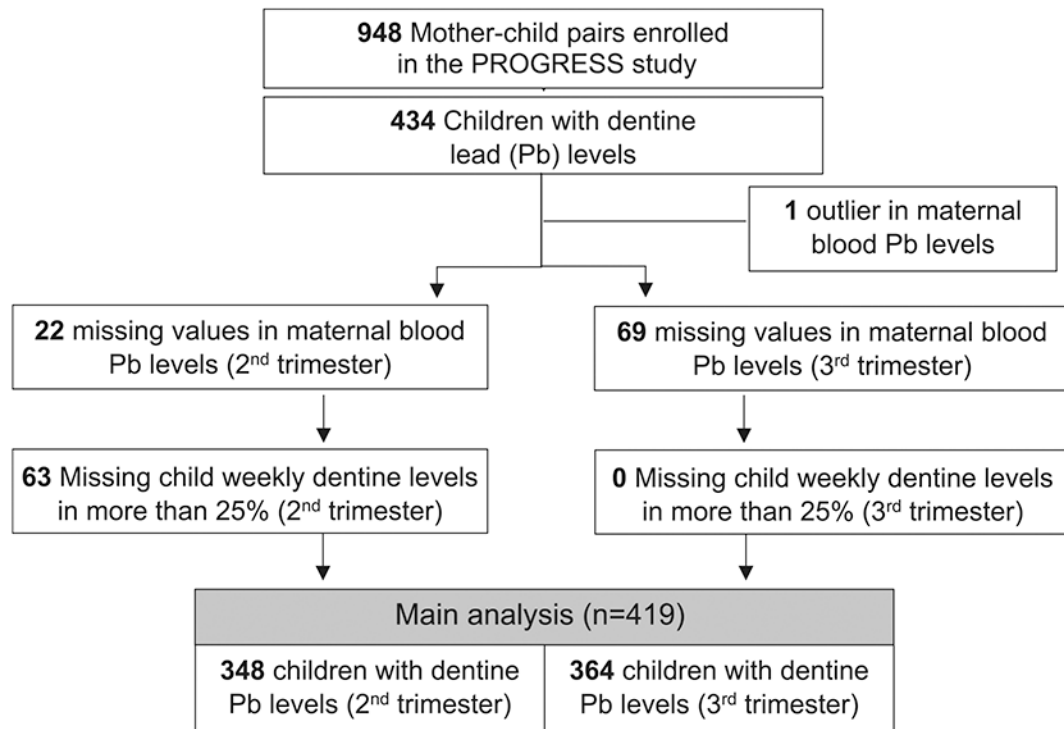 948 Mother-child pairs enrolled
in the PROGRESS study
434 Children with dentine
lead (Pb) levels
1 outlier in maternal
blood Pb levels
22 missing values in maternal blood
Pb levels (2nd trimester)
69 missing values in maternal blood
Pb levels (3rd trimester)
63 Missing child weekly dentine levels
in more than 25% (2nd trimester)
0 Missing child weekly dentine levels
in more than 25% (3rd trimester)
Main analysis (n=419)
348 children with dentine
Pb levels (2nd trimester)
364 children with dentine
Pb levels (3rd trimester)